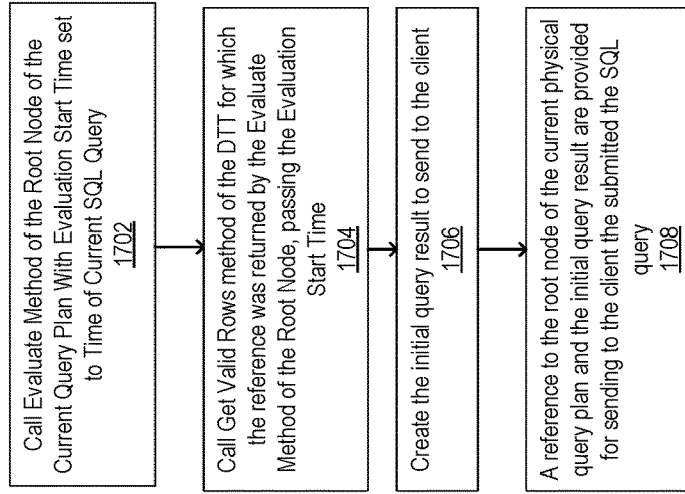 Call Evaluate Method of the Root Node of the
Current Query Plan With Evaluation Start Time set
to Time of Current SQL Query
1702
Call Get Valid Rows method of the DTT for which
the reference was returned by the Evaluate
Method of the Root Node, passing the Evaluation
Start Time
1704
Create the initial query result to send to the client
1706
A reference to the root node of the current physical
query plan and the initial query result are provided
for sending to the client the submitted the SQL
query
1708